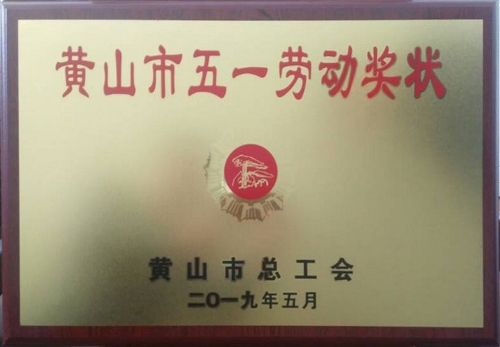 黄山市五一劳动奖状
黄山市总工会
二〇一九年五月